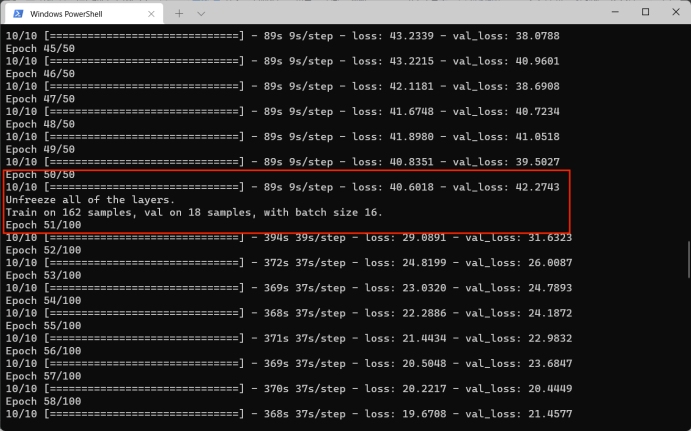 Windows PowerShell
10/10 [==============================] - 89s 9s/step - loss: 43.2339 - val_loss: 38.0788
Epoch 45/50
10/10 [==============================] - 89s 9s/step - loss: 43.2215 - val_loss: 40.9601
Epoch 46/50
10/10 [==============================] - 89s 9s/step - loss: 42.1181 - val_loss: 38.6908
Epoch 47/50
10/10 [==============================] - 89s 9s/step - loss: 41.6748 - val_loss: 40.7234
Epoch 48/50
10/10 [==============================] - 89s 9s/step - loss: 41.8980 - val_loss: 41.0518
Epoch 49/50
10/10 [==============================] - 89s 9s/step - loss: 40.8351 - val_loss: 39.5027
Epoch 50/50
10/10 [==============================] - 89s 9s/step - loss: 40.6018 - val_loss: 42.2743
Unfreeze all of the layers.
Train on 162 samples, val on 18 samples, with batch size 16.
Epoch 51/100
10/10 [==============================] - 394s 39s/step - loss: 29.0891 - val_loss: 31.6323
Epoch 52/100
10/10 [==============================] - 372s 37s/step - loss: 24.8199 - val_loss: 26.0087
Epoch 53/100
10/10 [==============================] - 369s 37s/step - loss: 23.0320 - val_loss: 24.7893
Epoch 54/100
10/10 [==============================] - 368s 37s/step - loss: 22.2886 - val_loss: 24.1872
Epoch 55/100
10/10 [==============================] - 371s 37s/step - loss: 21.4434 - val_loss: 22.9832
Epoch 56/100
10/10 [==============================] - 369s 37s/step - loss: 20.5048 - val_loss: 23.6847
Epoch 57/100
10/10 [==============================] - 370s 37s/step - loss: 20.2217 - val_loss: 20.4449
Epoch 58/100
10/10 [==============================] - 368s 37s/step - loss: 19.6708 - val_loss: 21.4577